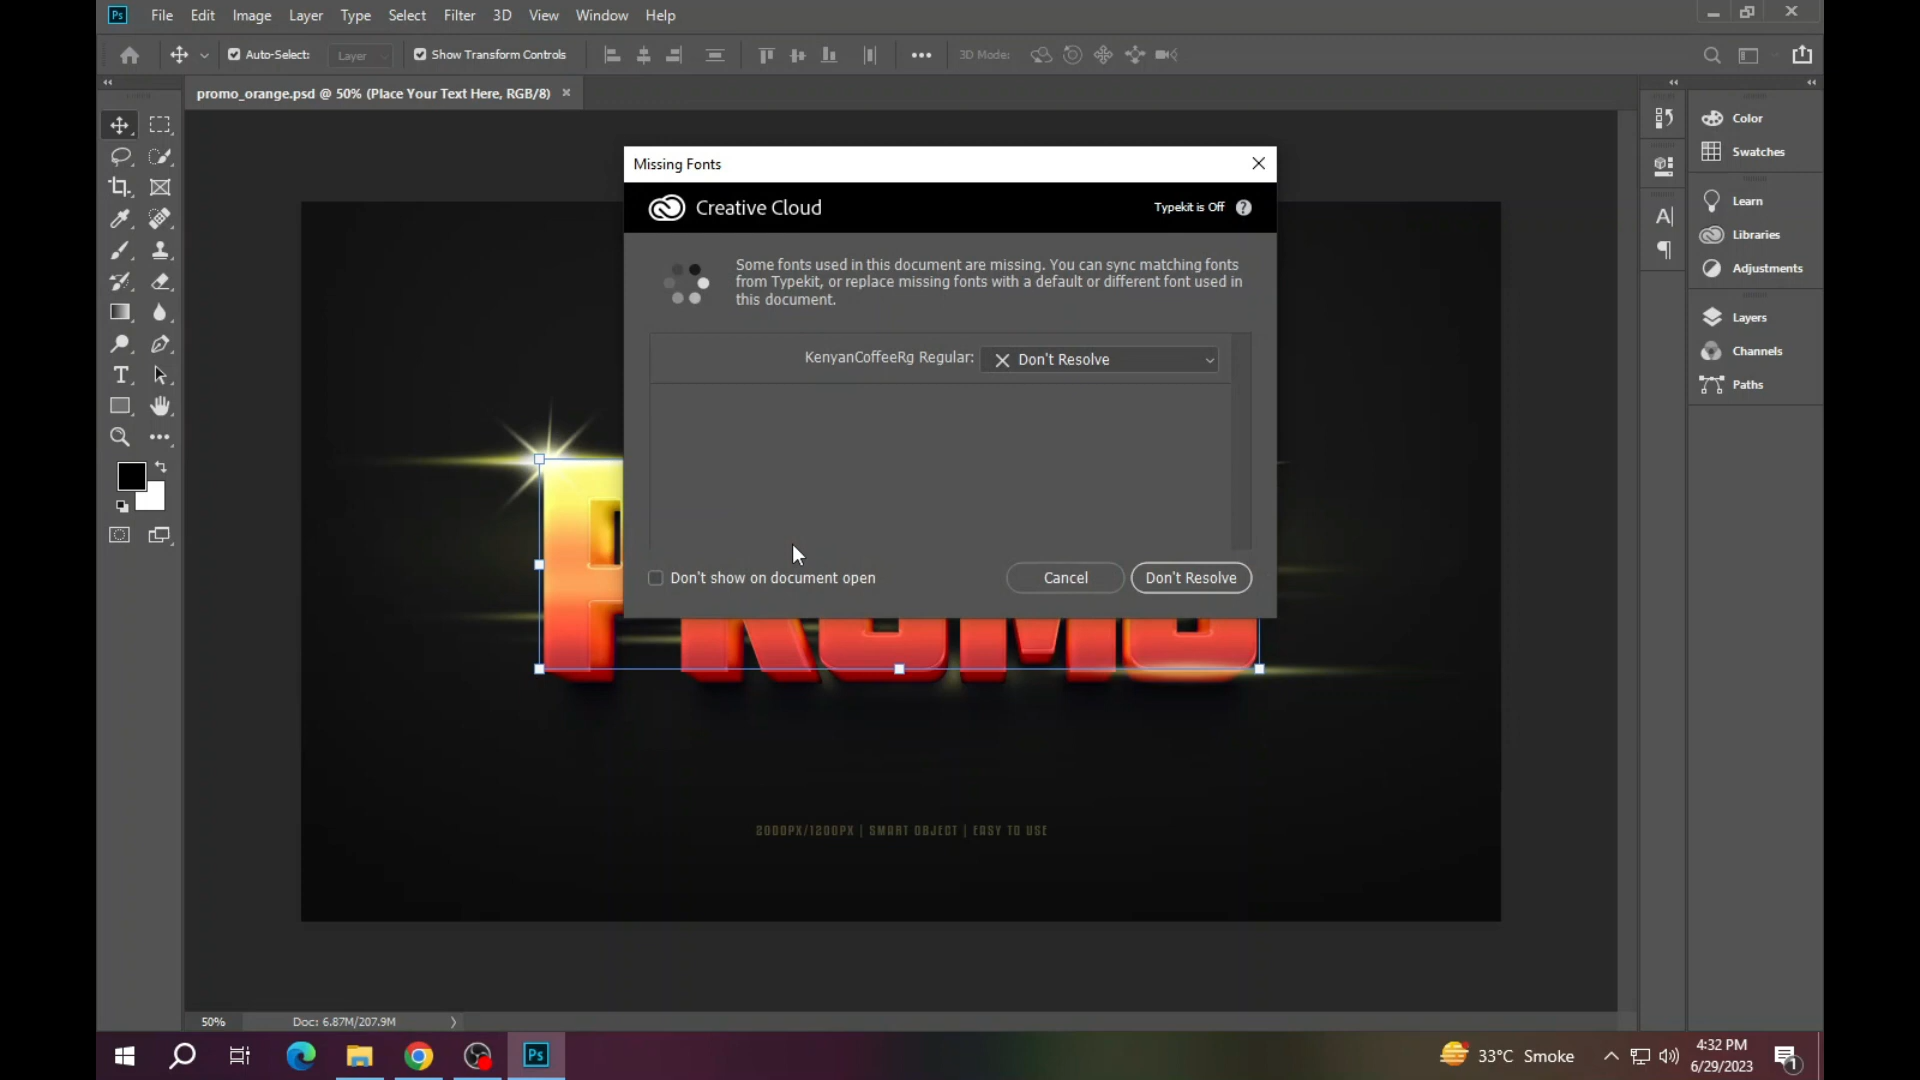 Ps File Edit Image Layer Type Select Filter 3D View Window Help
Auto-Select: Layer Show Transform Controls 3D Mode:
promo_orange.psd @ 50% (Place Your Text Here, RGB/8)
Missing Fonts
Creative Cloud Typekit is Off ?
Some fonts used in this document are missing. You can sync matching fonts
from Typekit, or replace missing fonts with a default or different font used in
this document.
KenyanCoffeeRg Regular: Don't Resolve
Don't show on document open Cancel Don't Resolve
Color
Swatches
Learn
Libraries
Adjustments
Layers
Channels
Paths
PROMO
2000PX/1200PX | SMART OBJECT | EASY TO USE
50% Doc: 6.87M/207.9M
Ps
33°C Smoke
4:32 PM
6/29/2023
1